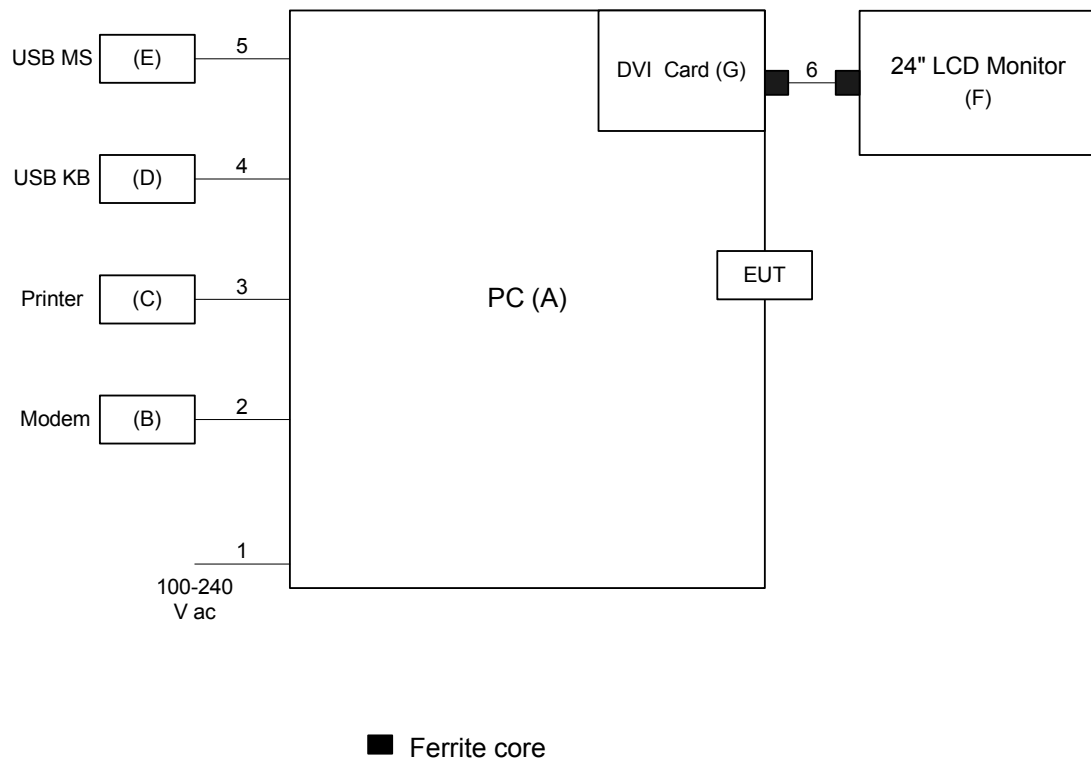 USB MS
(E)
5
DVI Card (G)
6
24" LCD Monitor
(F)
USB KB
(D)
4
EUT
Printer
(C)
3
PC (A)
Modem
(B)
2
1
100-240
V ac
Ferrite core